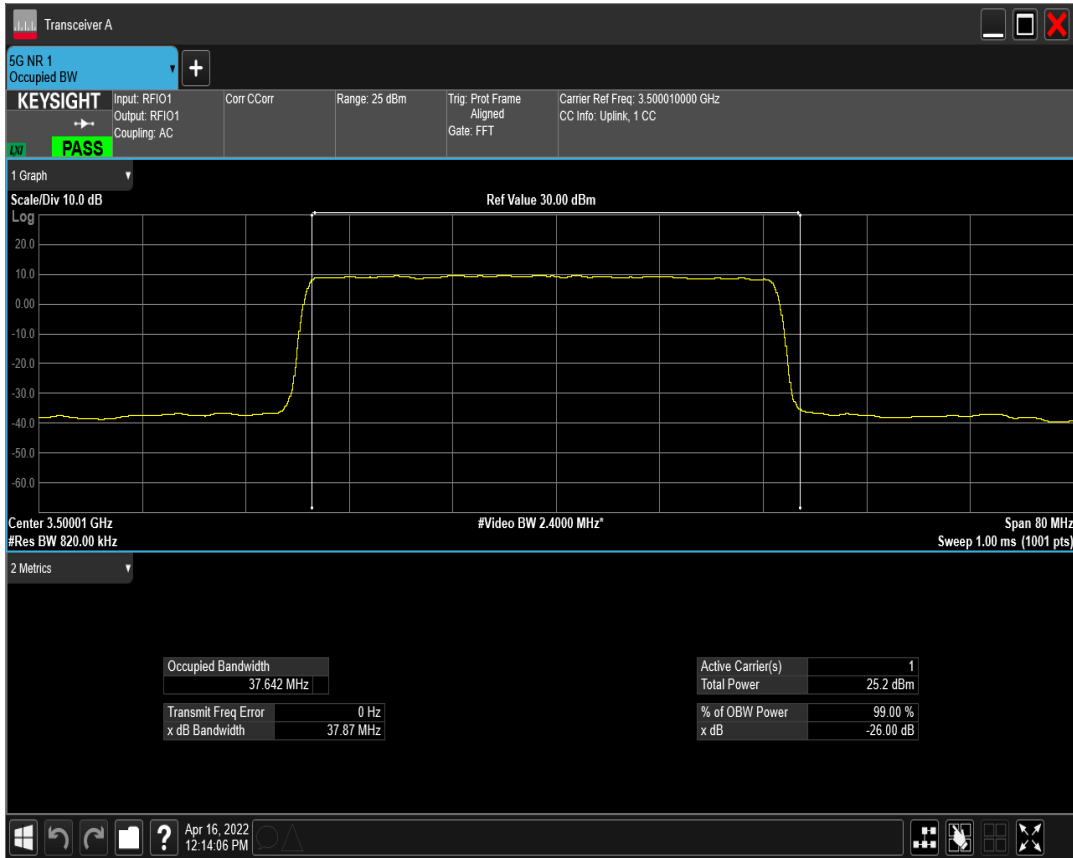 Transceiver A
5G NR 1
Occupied BW
KEYSIGHT
LXI
PASS
Input: RFIO1
Output: RFIO1
Coupling: AC
Corr CCorr
Range: 25 dBm
Trig: Prot Frame
Aligned
Gate: FFT
Carrier Ref Freq: 3.500010000 GHz
CC Info: Uplink, 1 CC
1 Graph
Scale/Div 10.0 dB
Ref Value 30.00 dBm
Log
20.0
10.0
0.00
-10.0
-20.0
-30.0
-40.0
-50.0
-60.0
Center 3.50001 GHz
#Video BW 2.4000 MHz*
Span 80 MHz
#Res BW 820.00 kHz
Sweep 1.00 ms (1001 pts)
2 Metrics
Occupied Bandwidth
37.642 MHz
Transmit Freq Error 0 Hz
x dB Bandwidth 37.87 MHz
Active Carrier(s) 1
Total Power 25.2 dBm
% of OBW Power 99.00 %
x dB -26.00 dB
?
Apr 16, 2022
12:14:06 PM